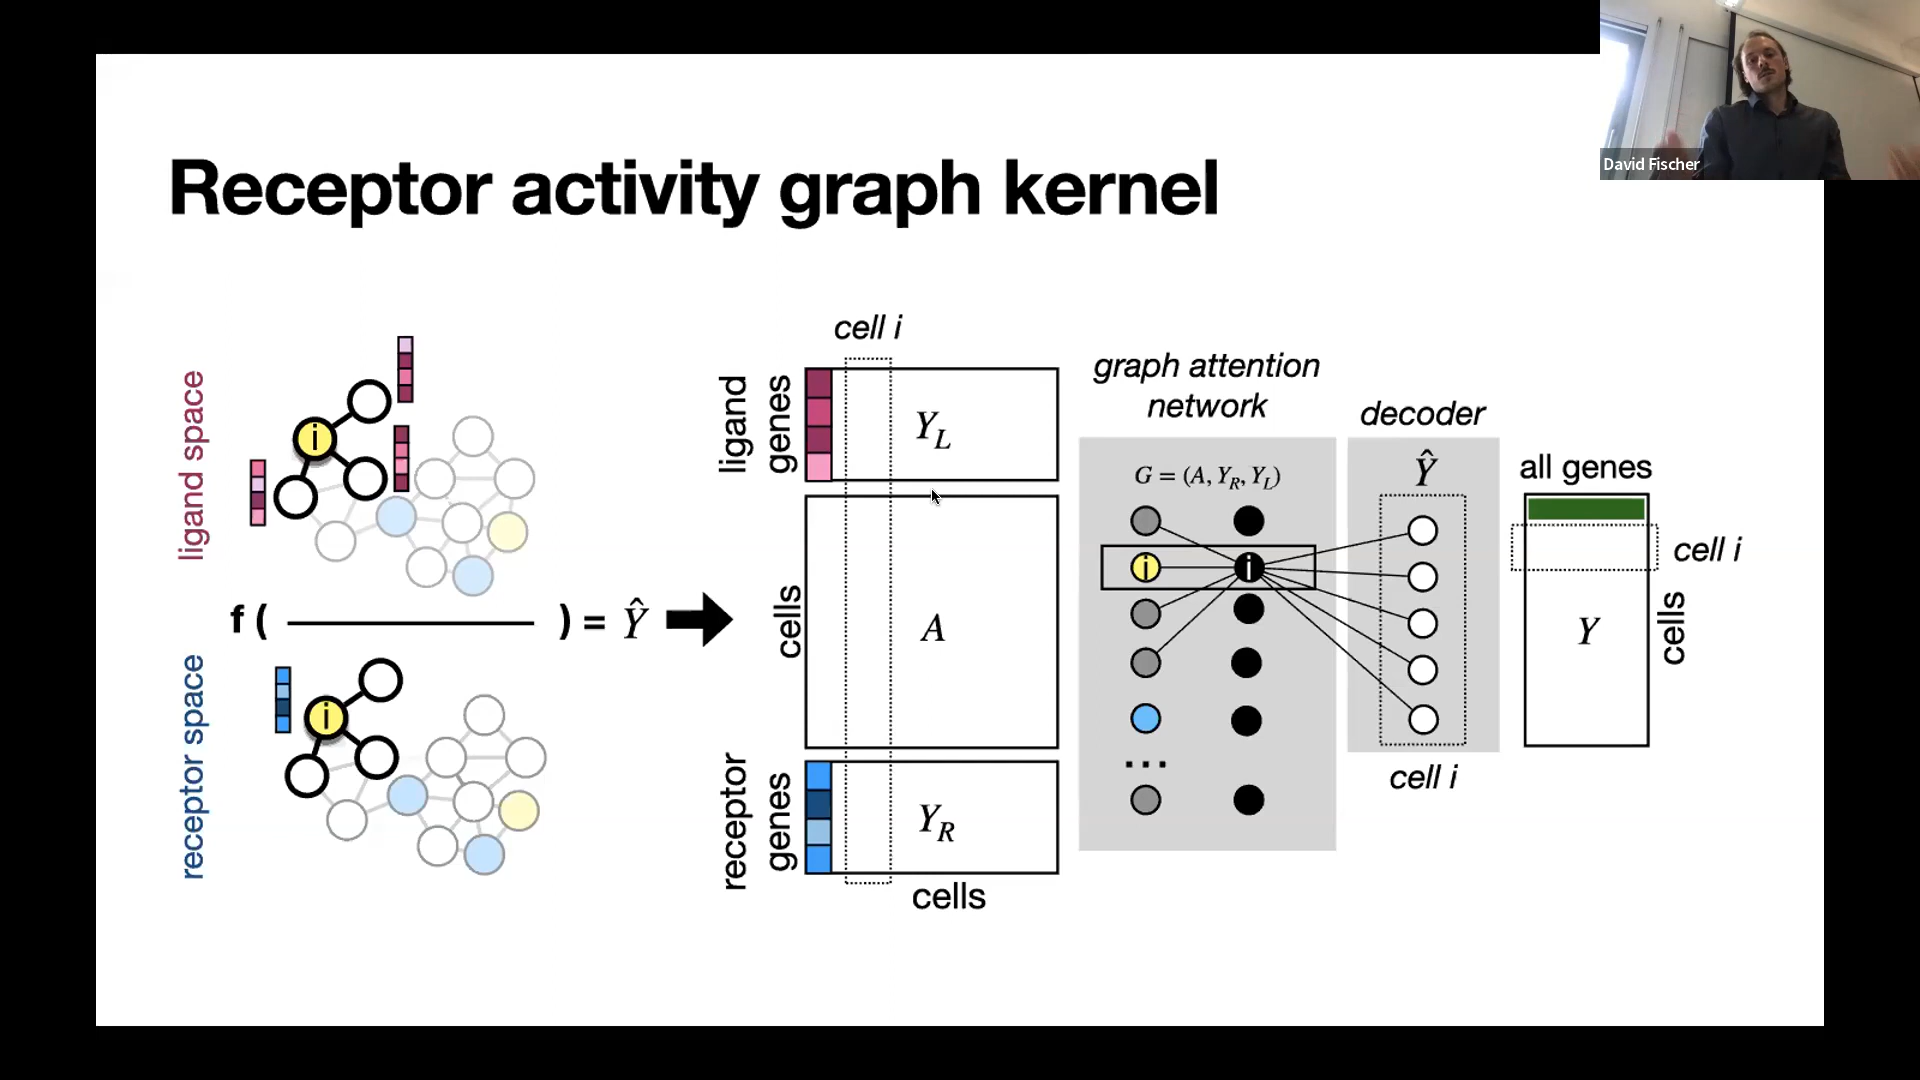 David Fischer
Receptor activity graph kernel
ligand space
i
f ( ) = Ŷ
receptor space
i
cell i
ligand genes
Y_L
cells
A
receptor genes
Y_R
cells
graph attention
network
G = (A, Y_R, Y_L)
i i
...
decoder
Ŷ
cell i
all genes
cell i
Y
cells